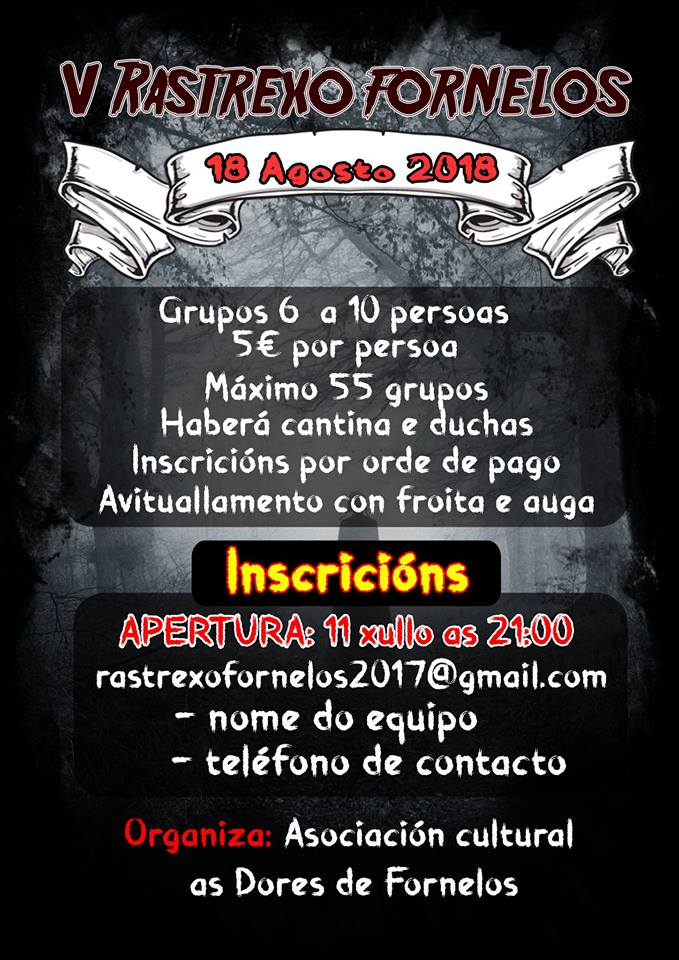 V Rastrexo Fornelos
18 Agosto 2018
Grupos 6 a 10 persoas
5€ por persoa
Máximo 55 grupos
Haberá cantina e duchas
Inscricións por orde de pago
Avituallamento con froita e auga
Inscricións
APERTURA: 11 xullo as 21:00
rastrexofornelos2017@gmail.com
- nome do equipo
- teléfono de contacto
Organiza: Asociación cultural
as Dores de Fornelos